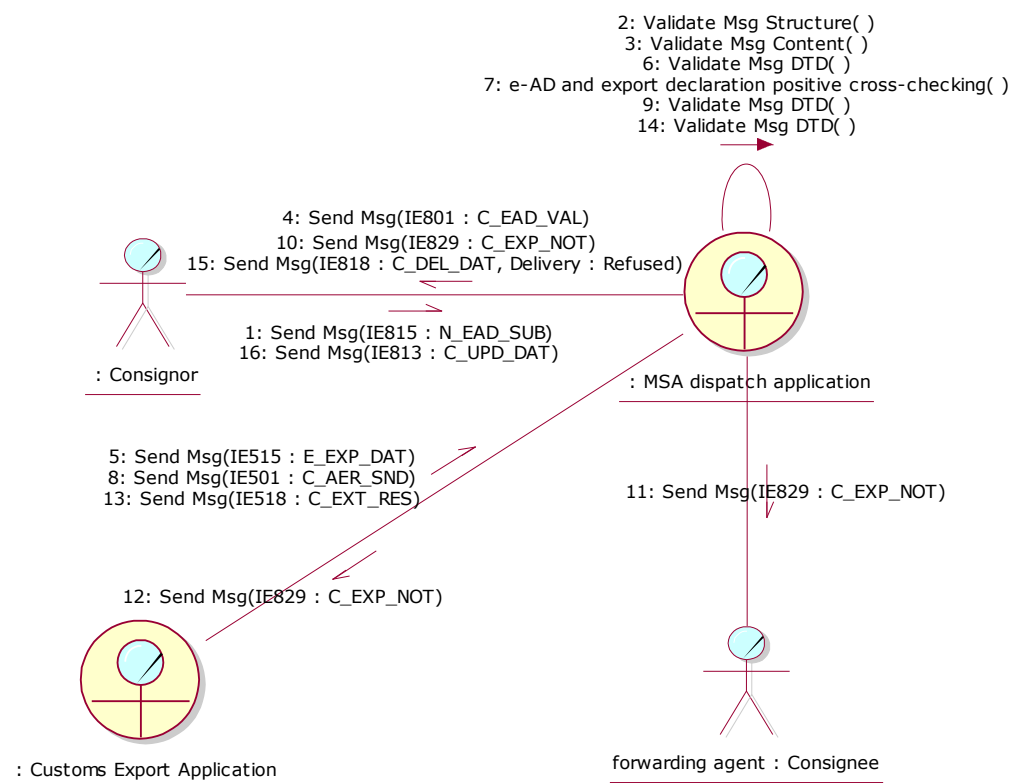 2: Validate Msg Structure( )
3: Validate Msg Content( )
6: Validate Msg DTD( )
7: e-AD and export declaration positive cross-checking( )
9: Validate Msg DTD( )
14: Validate Msg DTD( )
4: Send Msg(IE801 : C_EAD_VAL)
10: Send Msg(IE829 : C_EXP_NOT)
15: Send Msg(IE818 : C_DEL_DAT, Delivery : Refused)
1: Send Msg(IE815 : N_EAD_SUB)
16: Send Msg(IE813 : C_UPD_DAT)
: Consignor
: MSA dispatch application
5: Send Msg(IE515 : E_EXP_DAT)
8: Send Msg(IE501 : C_AER_SND)
13: Send Msg(IE518 : C_EXT_RES)
11: Send Msg(IE829 : C_EXP_NOT)
12: Send Msg(IE829 : C_EXP_NOT)
: Customs Export Application
forwarding agent : Consignee